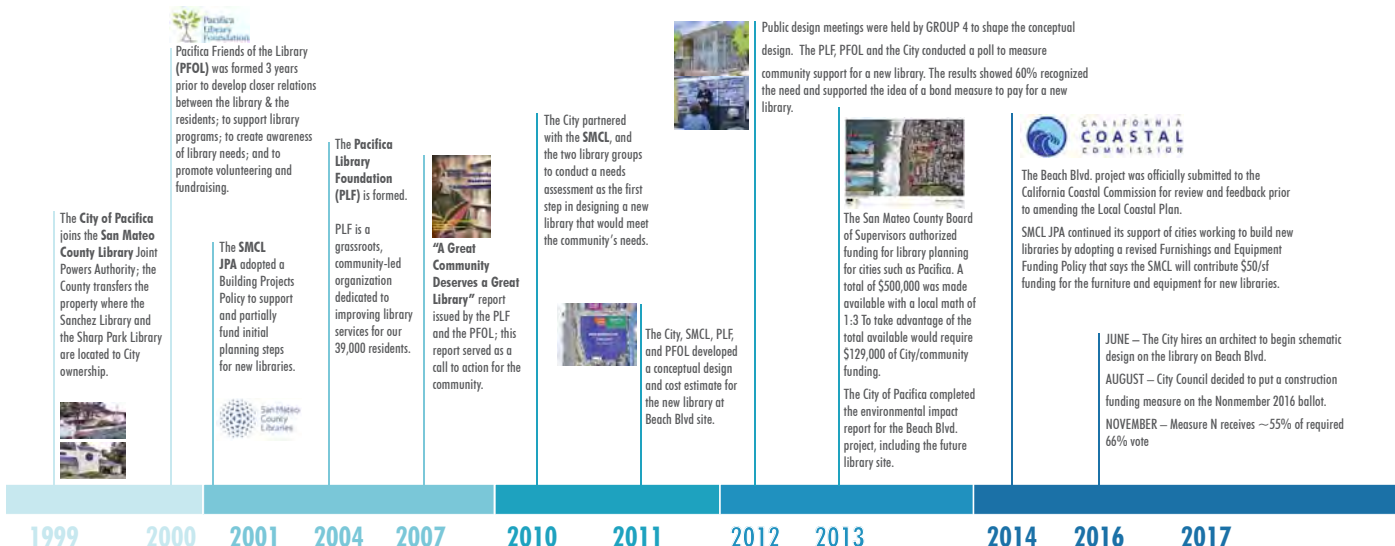 Pacifica
Library
Foundation
Pacifica Friends of the Library
(PFOL) was formed 3 years
prior to develop closer relations
between the library & the
residents; to support library
programs; to create awareness
of library needs; and to
promote volunteering and
fundraising.
Public design meetings were held by GROUP 4 to shape the conceptual
design. The PLF, PFOL and the City conducted a poll to measure
community support for a new library. The results showed 60% recognized
the need and supported the idea of a bond measure to pay for a new
library.
The City of Pacifica
joins the San Mateo
County Library Joint
Powers Authority; the
County transfers the
property where the
Sanchez Library and
the Sharp Park Library
are located to City
ownership.
The SMCL
JPA adopted a
Building Projects
Policy to support
and partially
fund initial
planning steps
for new libraries.
San Mateo
County
Libraries
The Pacifica
Library
Foundation
(PLF) is formed.
PLF is a
grassroots,
community-led
organization
dedicated to
improving library
services for our
39,000 residents.
“A Great
Community
Deserves a Great
Library” report
issued by the PLF
and the PFOL; this
report served as a
call to action for the
community.
The City partnered
with the SMCL, and
the two library groups
to conduct a needs
assessment as the first
step in designing a new
library that would meet
the community’s needs.
The City, SMCL, PLF,
and PFOL developed
a conceptual design
and cost estimate for
the new library at
Beach Blvd site.
The San Mateo County Board
of Supervisors authorized
funding for library planning
for cities such as Pacifica. A
total of $500,000 was made
available with a local math of
1:3 To take advantage of the
total available would require
$129,000 of City/community
funding.
The City of Pacifica completed
the environmental impact
report for the Beach Blvd.
project, including the future
library site.
CALIFORNIA
COASTAL
COMMISSION
The Beach Blvd. project was officially submitted to the
California Coastal Commission for review and feedback prior
to amending the Local Coastal Plan.
SMCL JPA continued its support of cities working to build new
libraries by adopting a revised Furnishings and Equipment
Funding Policy that says the SMCL will contribute $50/sf
funding for the furniture and equipment for new libraries.
JUNE – The City hires an architect to begin schematic
design on the library on Beach Blvd.
AUGUST – City Council decided to put a construction
funding measure on the Nonmember 2016 ballot.
NOVEMBER – Measure N receives ~55% of required
66% vote
1999 2000 2001 2004 2007 2010 2011 2012 2013 2014 2016 2017